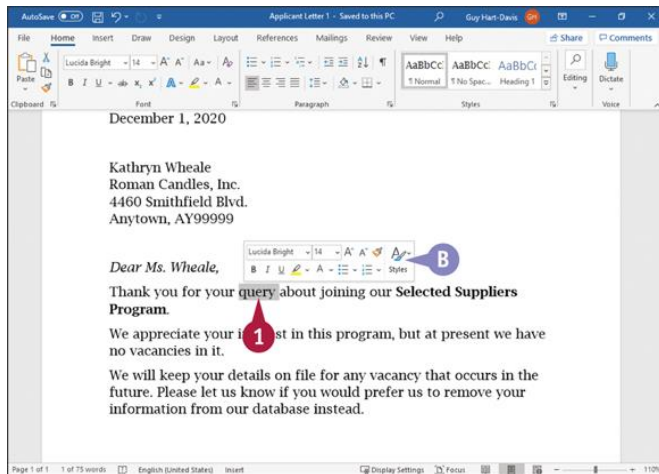 AutoSave Off Applicant Letter 1 - Saved to this PC Guy Hart-Davis GH
File Home Insert Draw Design Layout References Mailings Review View Help Share Comments
Lucida Bright 14 A A Aa A
Paste B I U ab x x A A AaBbCc AaBbCc AaBbCc Editing Dictate
¶ Normal ¶ No Spac... Heading 1
Clipboard Font Paragraph Styles Voice
December 1, 2020
Kathryn Wheale
Roman Candles, Inc.
4460 Smithfield Blvd.
Anytown, AY99999
Lucida Bright 14 A A A
B
Dear Ms. Wheale,
B I U A Styles
Thank you for your query about joining our Selected Suppliers
Program.
1
We appreciate your in st in this program, but at present we have
no vacancies in it.
We will keep your details on file for any vacancy that occurs in the
future. Please let us know if you would prefer us to remove your
information from our database instead.
Page 1 of 1 1 of 75 words English (United States) Insert Display Settings Focus 110%